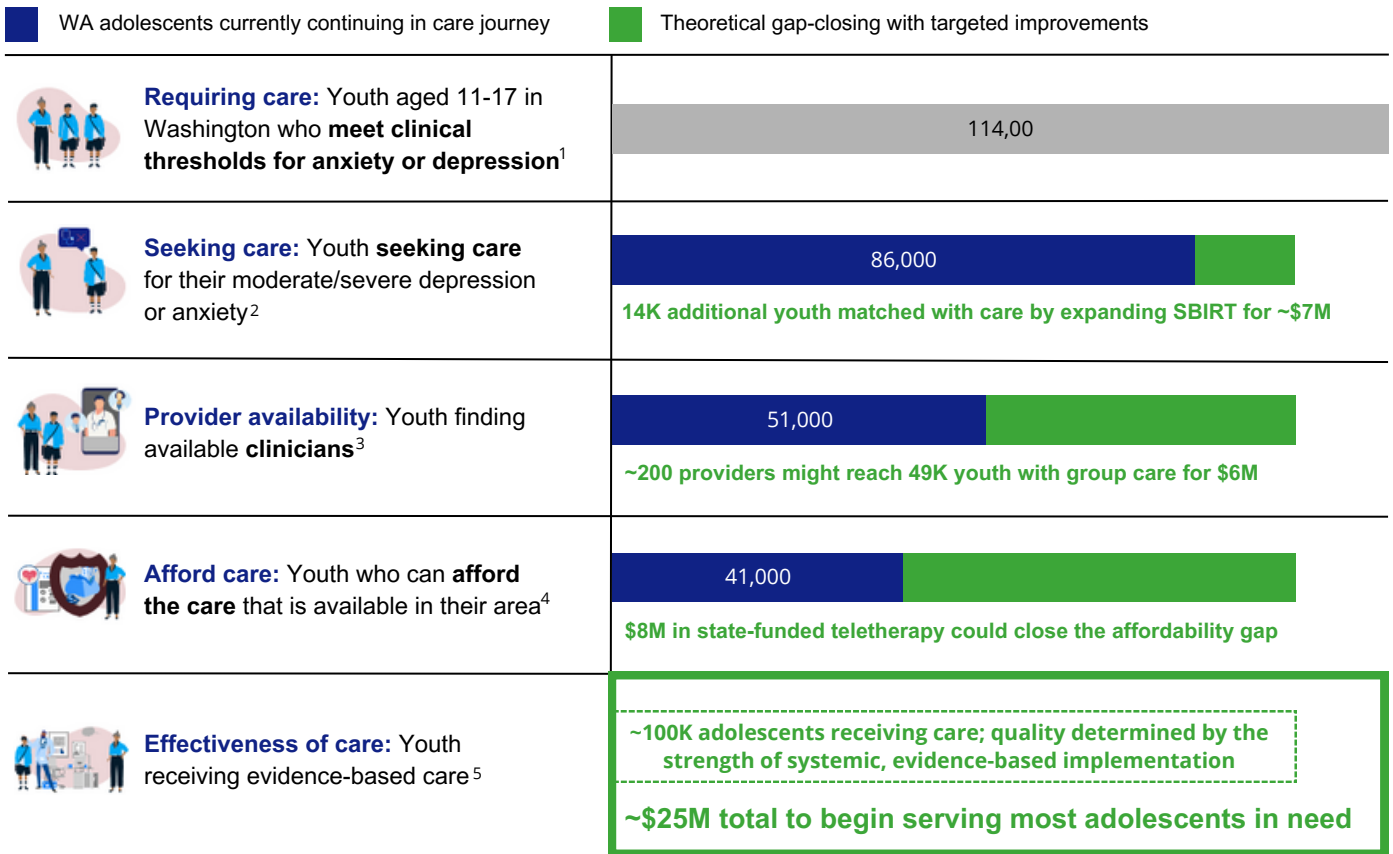 WA adolescents currently continuing in care journey
Theoretical gap-closing with targeted improvements
Requiring care: Youth aged 11-17 in
Washington who meet clinical
thresholds for anxiety or depression1
114,00
Seeking care: Youth seeking care
for their moderate/severe depression
or anxiety2
86,000
14K additional youth matched with care by expanding SBIRT for ~$7M
Provider availability: Youth finding
available clinicians3
51,000
~200 providers might reach 49K youth with group care for $6M
Afford care: Youth who can afford
the care that is available in their area4
41,000
$8M in state-funded teletherapy could close the affordability gap
Effectiveness of care: Youth
receiving evidence-based care5
~100K adolescents receiving care; quality determined by the
strength of systemic, evidence-based implementation
~$25M total to begin serving most adolescents in need